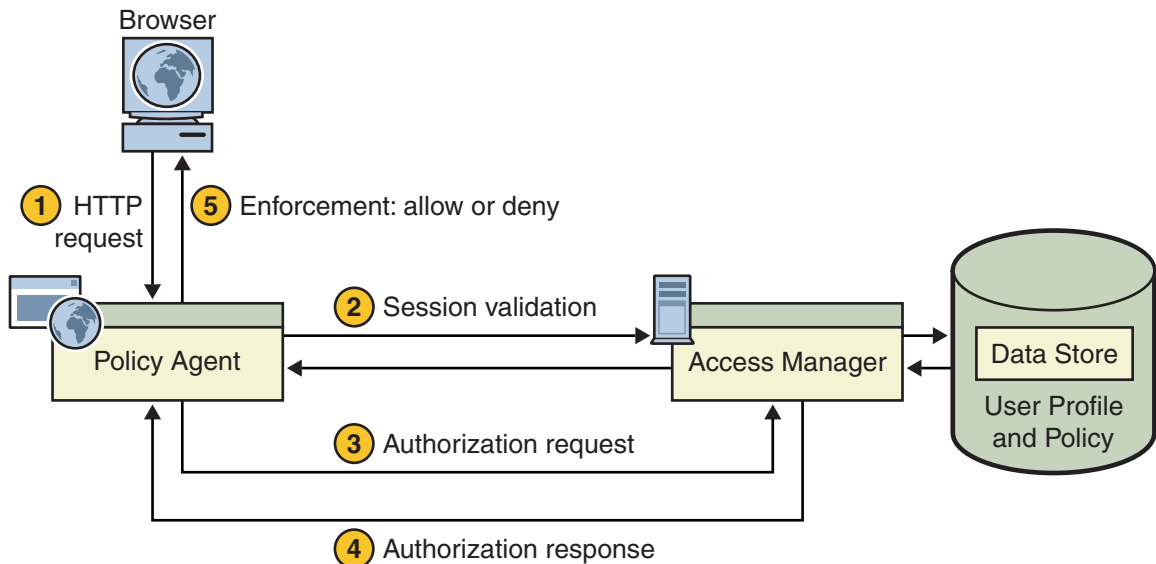 Browser
1 HTTP
request
5 Enforcement: allow or deny
2 Session validation
Policy Agent
Access Manager
Data Store
User Profile
and Policy
3 Authorization request
4 Authorization response